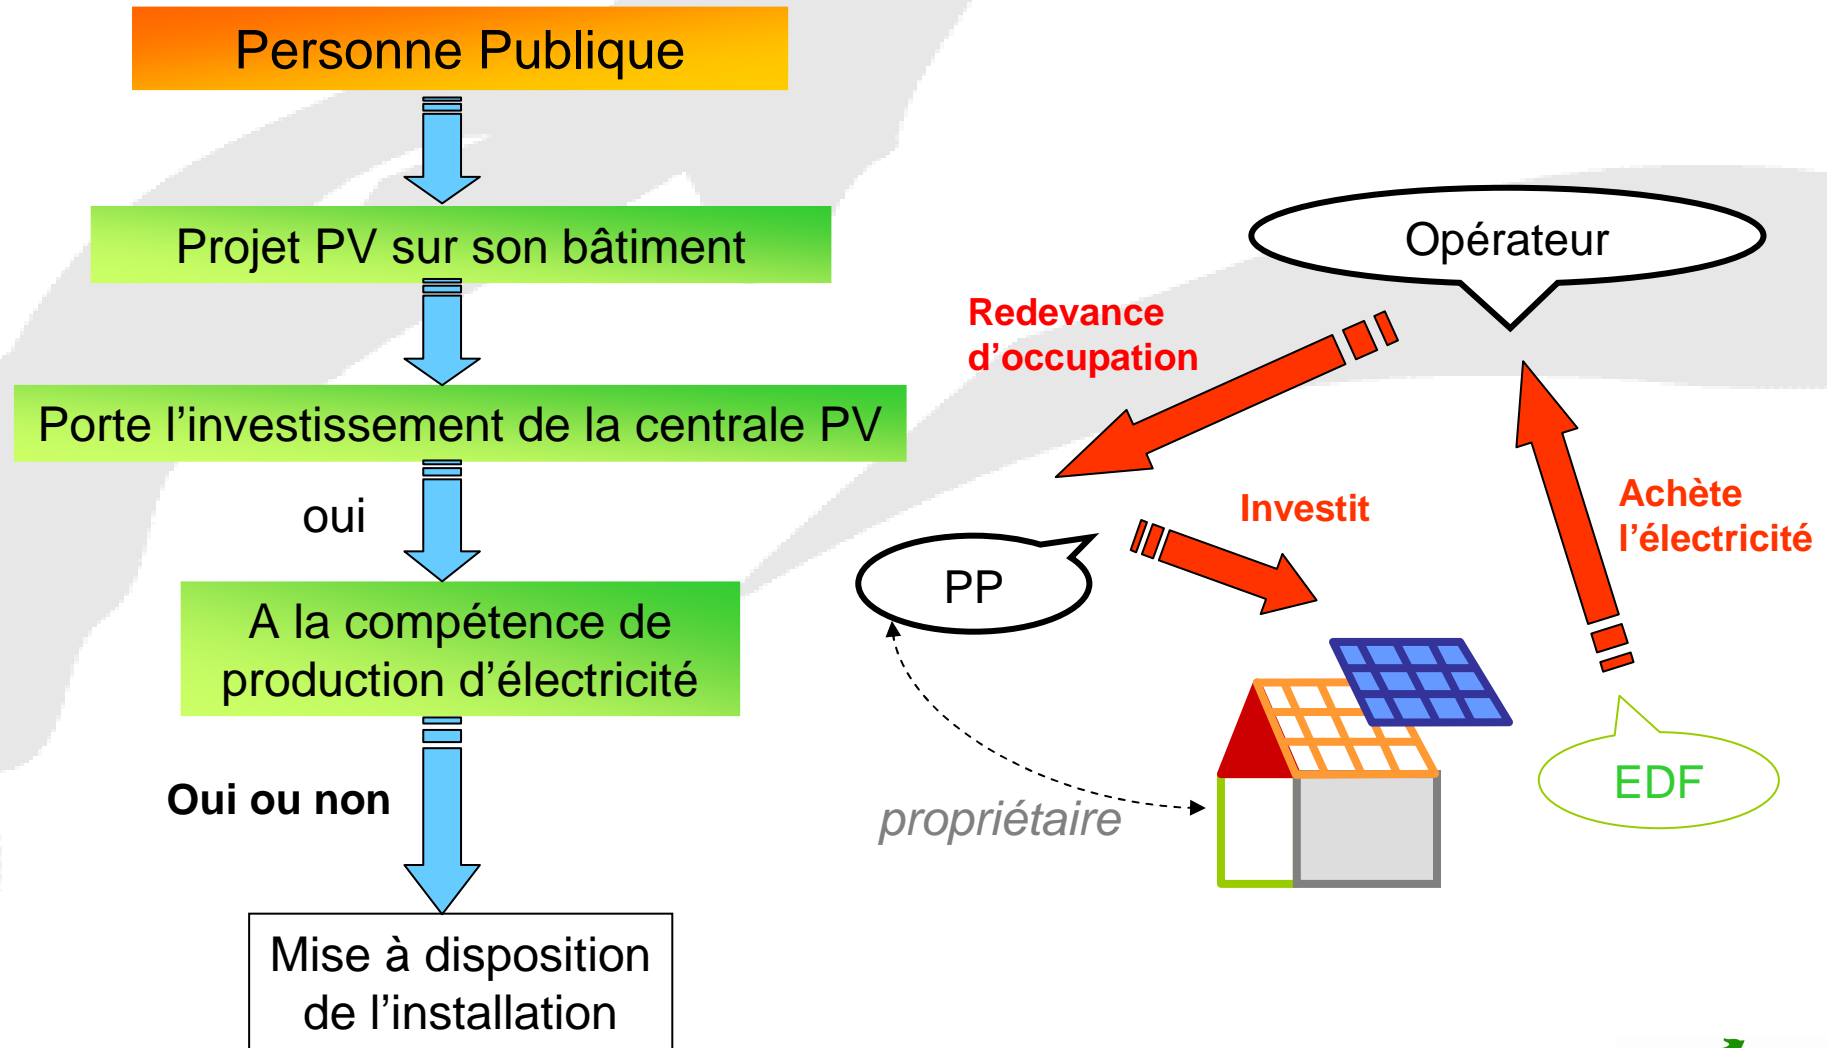 Personne Publique
Projet PV sur son bâtiment
Porte l’investissement de la centrale PV
oui
A la compétence de
production d’électricité
Oui ou non
Mise à disposition
de l’installation
Opérateur
Redevance
d’occupation
Investit
Achète
l’électricité
PP
propriétaire
EDF